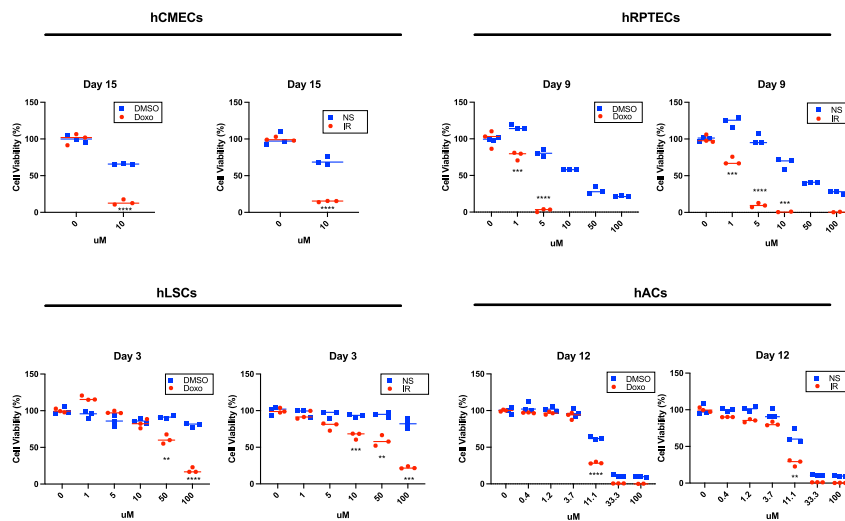 hCMECs
hRPTECs
Day 15
Day 15
Day 9
Day 9
Cell Viability (%)
150
100
50
0
DMSO
Doxo
****
0
10
uM
Cell Viability (%)
150
100
50
0
NS
IR
****
0
10
uM
Cell Viability (%)
150
100
50
0
DMSO
Doxo
***
****
0
1
5
10
50
100
uM
Cell Viability (%)
150
100
50
0
NS
IR
***
****
***
0
1
5
10
50
100
uM
hLSCs
hACs
Day 3
Day 3
Day 12
Day 12
Cell Viability (%)
150
100
50
0
DMSO
Doxo
**
****
0
1
5
10
50
100
uM
Cell Viability (%)
150
100
50
0
NS
IR
***
**
***
0
1
5
10
50
100
uM
Cell Viability (%)
150
100
50
0
DMSO
Doxo
****
0
0.4
1.2
3.7
11.1
33.3
100
uM
Cell Viability (%)
150
100
50
0
NS
IR
**
0
0.4
1.2
3.7
11.1
33.3
100
uM